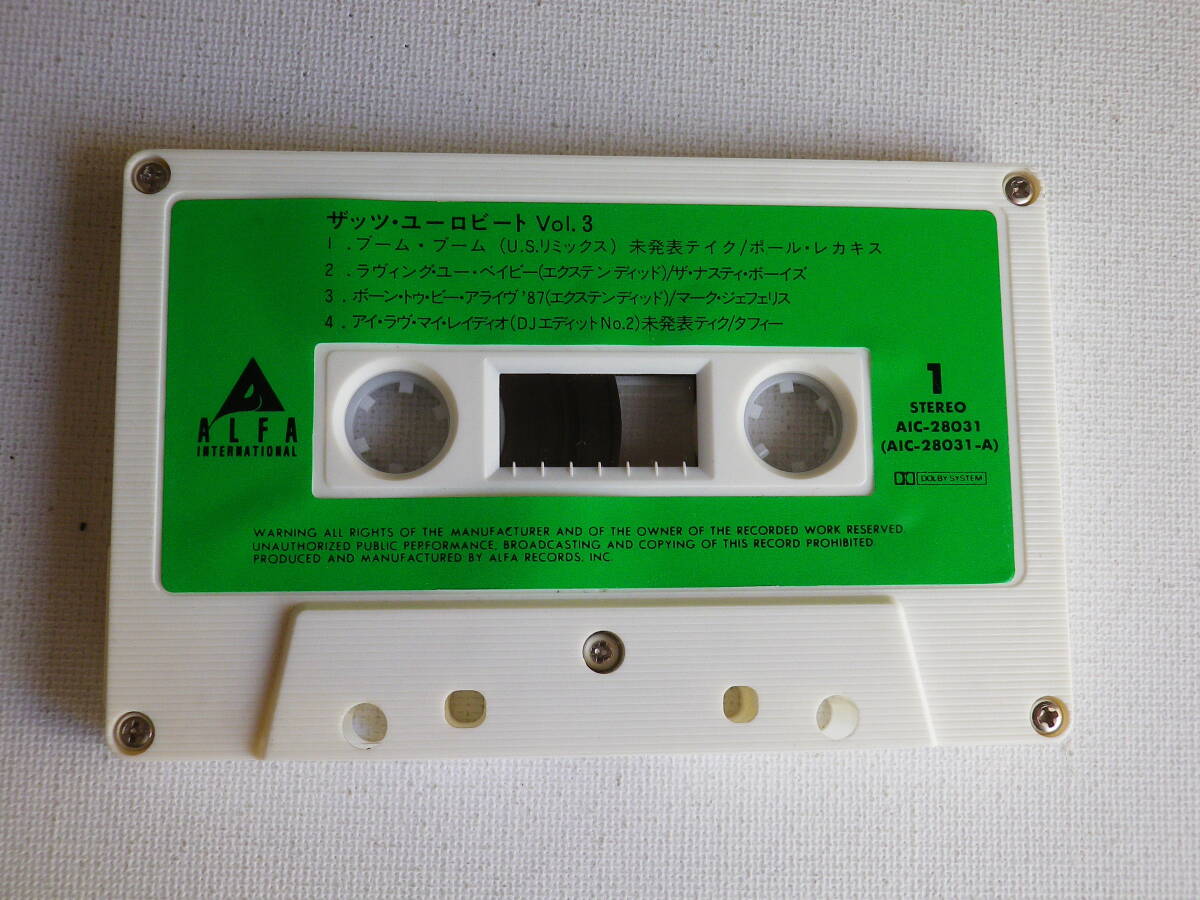 ザッツ・ユーロビート Vol.3
1．ブーム・ブーム（U.S.リミックス）未発表テイク/ポール・レカキス
2．ラヴィング・ユー・ベイビー(エクステンディッド)/ザ・ナスティ・ボーイズ
3．ボーン・トゥ・ビー・アライヴ'87(エクステンディッド)/マーク・ジェフェリス
4．アイ・ラヴ・マイ・レイディオ(DJエディットNo.2)未発表テイク/タフィー
ALFA
INTERNATIONAL
1
STEREO
AIC-28031
(AIC-28031-A)
DOLBY SYSTEM
WARNING ALL RIGHTS OF THE MANUFACTURER AND OF THE OWNER OF THE RECORDED WORK RESERVED.
UNAUTHORIZED PUBLIC PERFORMANCE, BROADCASTING AND COPYING OF THIS RECORD PROHIBITED.
PRODUCED AND MANUFACTURED BY ALFA RECORDS, INC.